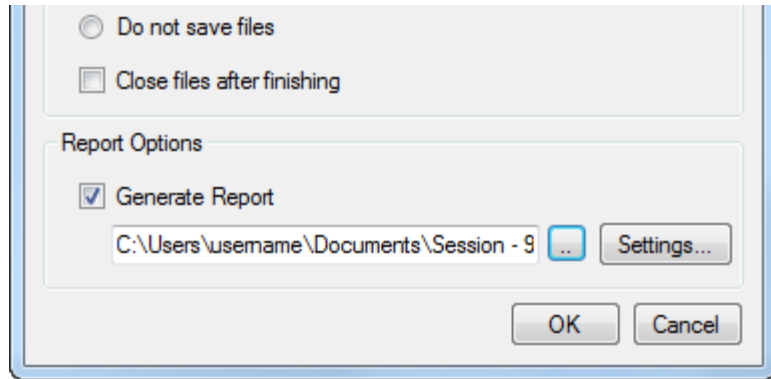 Do not save files
Close files after finishing
Report Options
Generate Report
C:\Users\username\Documents\Session - 9 .. Settings...
OK Cancel